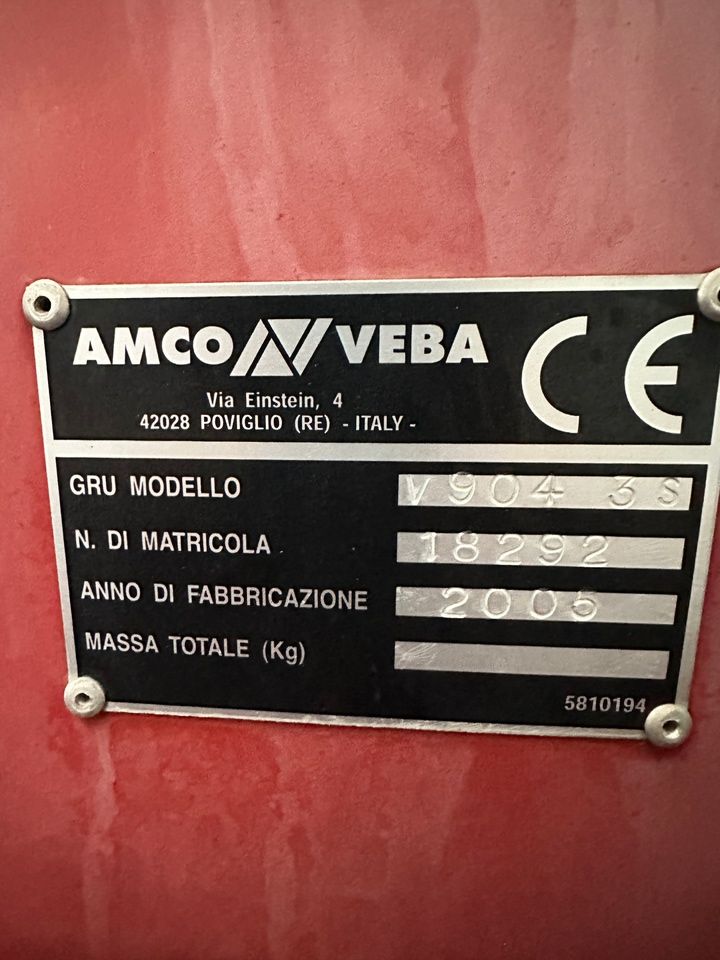 AMCO VEBA
Via Einstein, 4
42028 POVIGLIO (RE) - ITALY -
CE
GRU MODELLO V904 3S
N. DI MATRICOLA 18292
ANNO DI FABBRICAZIONE 2005
MASSA TOTALE (Kg)
5810194